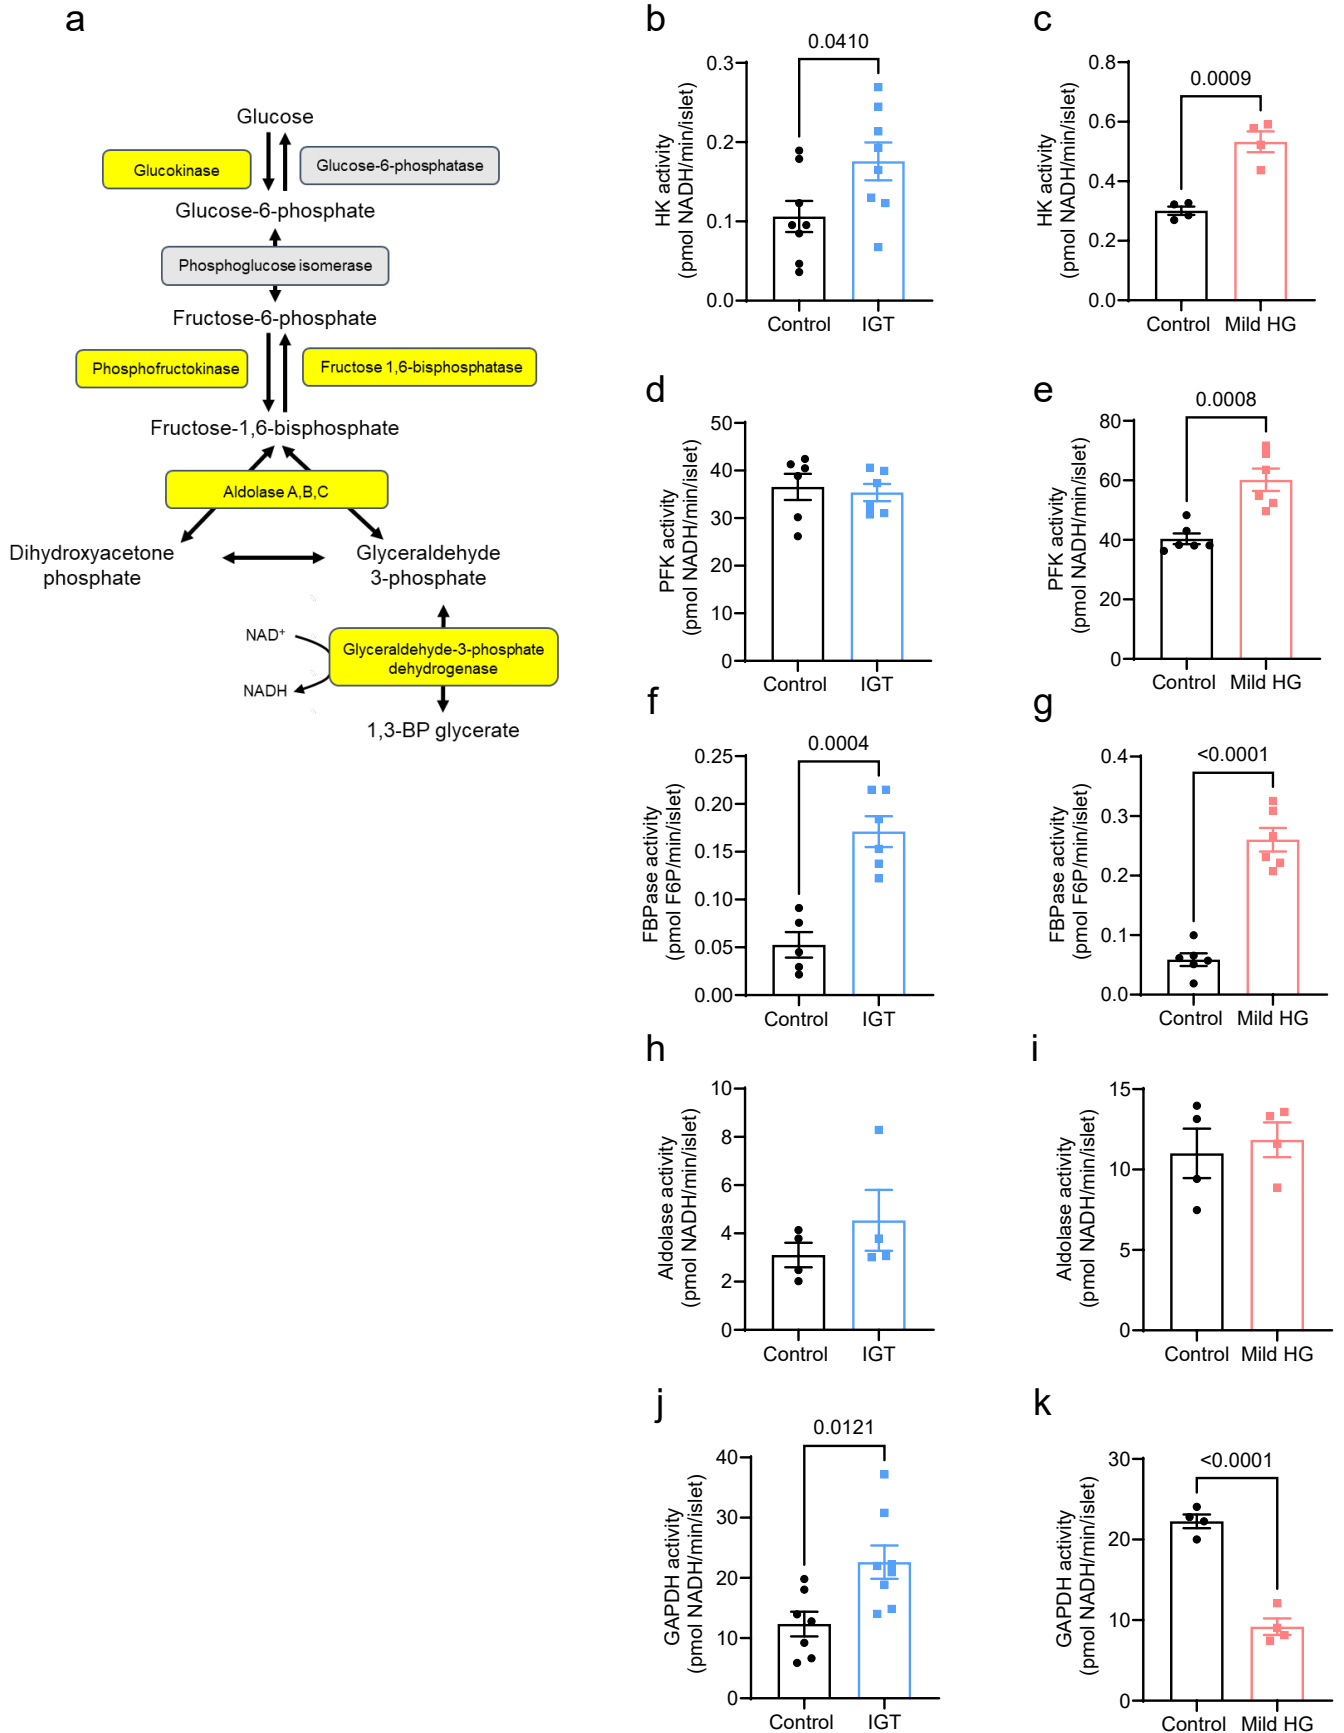 a
Glucose
Glucokinase
Glucose-6-phosphatase
Glucose-6-phosphate
Phosphoglucose isomerase
Fructose-6-phosphate
Phosphofructokinase
Fructose 1,6-bisphosphatase
Fructose-1,6-bisphosphate
Aldolase A,B,C
Dihydroxyacetone
phosphate
Glyceraldehyde
3-phosphate
NAD+
Glyceraldehyde-3-phosphate
dehydrogenase
NADH
1,3-BP glycerate
b
0.0410
HK activity
(pmol NADH/min/islet)
0.3
0.2
0.1
0.0
Control IGT
c
0.0009
HK activity
(pmol NADH/min/islet)
0.8
0.6
0.4
0.2
0.0
Control Mild HG
d
PFK activity
(pmol NADH/min/islet)
50
40
30
20
10
0
Control IGT
e
0.0008
PFK activity
(pmol NADH/min/islet)
80
60
40
20
0
Control Mild HG
f
0.0004
FBPase activity
(pmol F6P/min/islet)
0.25
0.20
0.15
0.10
0.05
0.00
Control IGT
g
<0.0001
FBPase activity
(pmol F6P/min/islet)
0.4
0.3
0.2
0.1
0.0
Control Mild HG
h
Aldolase activity
(pmol NADH/min/islet)
10
8
6
4
2
0
Control IGT
i
Aldolase activity
(pmol NADH/min/islet)
15
10
5
0
Control Mild HG
j
0.0121
GAPDH activity
(pmol NADH/min/islet)
40
30
20
10
0
Control IGT
k
<0.0001
GAPDH activity
(pmol NADH/min/islet)
30
20
10
0
Control Mild HG